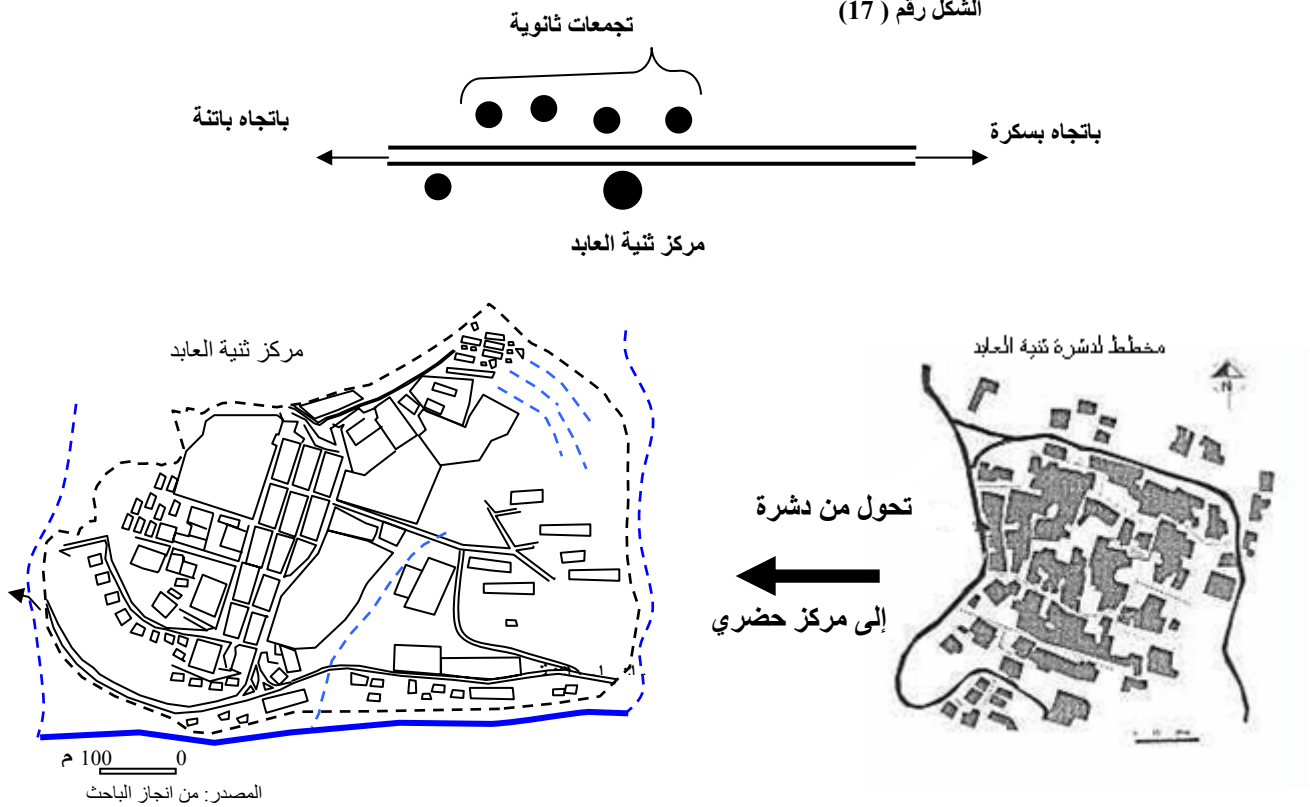 الشكل رقم ( 17)
تجمعات ثانوية
باتجاه بسكرة
باتجاه باتنة
مركز ثنية العابد
مخطط لدشرة ثنية العابد
N
مركز ثنية العابد
تحول من دشرة
إلى مركز حضري
0 100 م
المصدر: من انجاز الباحث